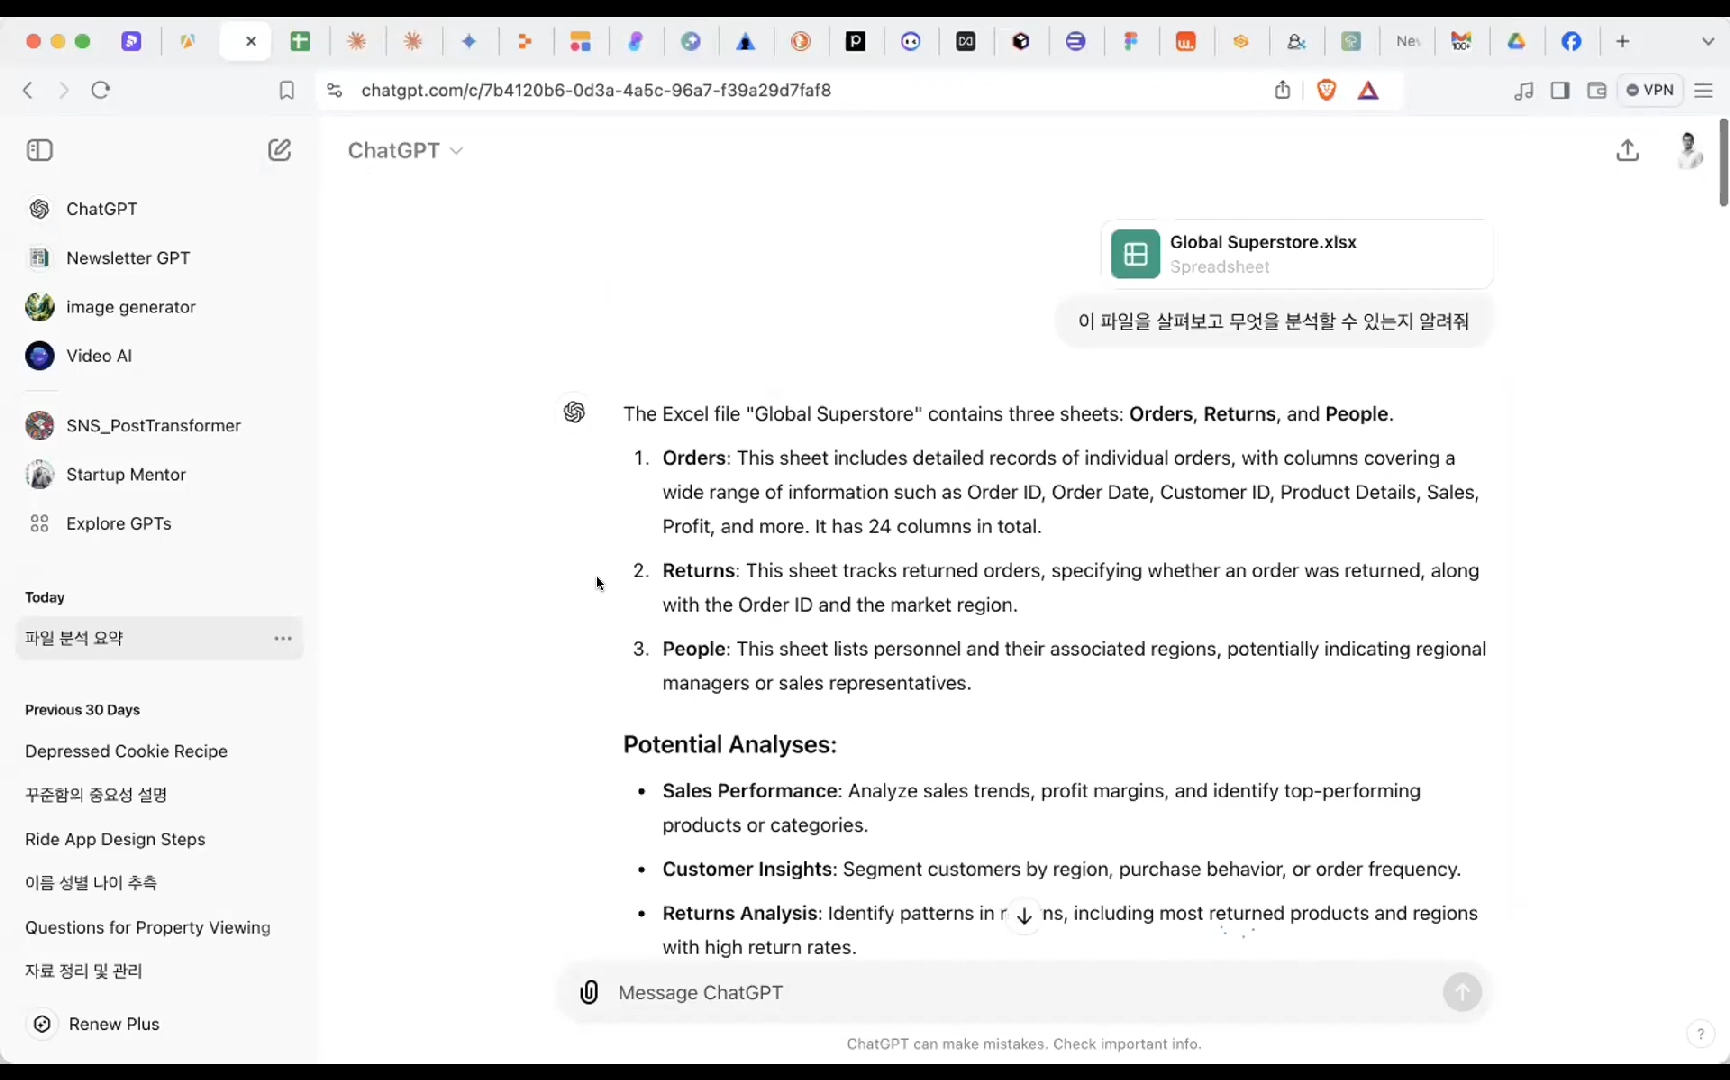 New
chatgpt.com/c/7b4120b6-0d3a-4a5c-96a7-f39a29d7faf8
VPN
ChatGPT
ChatGPT
Newsletter GPT
image generator
Video AI
SNS_PostTransformer
Startup Mentor
Explore GPTs
Today
파일 분석 요약
Previous 30 Days
Depressed Cookie Recipe
꾸준함의 중요성 설명
Ride App Design Steps
이름 성별 나이 추측
Questions for Property Viewing
자료 정리 및 관리
Renew Plus
Global Superstore.xlsx
Spreadsheet
이 파일을 살펴보고 무엇을 분석할 수 있는지 알려줘
The Excel file "Global Superstore" contains three sheets: Orders, Returns, and People.
1. Orders: This sheet includes detailed records of individual orders, with columns covering a
wide range of information such as Order ID, Order Date, Customer ID, Product Details, Sales,
Profit, and more. It has 24 columns in total.
2. Returns: This sheet tracks returned orders, specifying whether an order was returned, along
with the Order ID and the market region.
3. People: This sheet lists personnel and their associated regions, potentially indicating regional
managers or sales representatives.
Potential Analyses:
• Sales Performance: Analyze sales trends, profit margins, and identify top-performing
products or categories.
• Customer Insights: Segment customers by region, purchase behavior, or order frequency.
• Returns Analysis: Identify patterns in returns, including most returned products and regions
with high return rates.
Message ChatGPT
ChatGPT can make mistakes. Check important info.
?